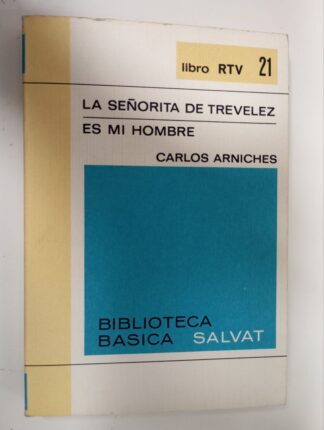 libro RTV 21
LA SEÑORITA DE TREVELEZ
ES MI HOMBRE
CARLOS ARNICHES
BIBLIOTECA
BASICA SALVAT